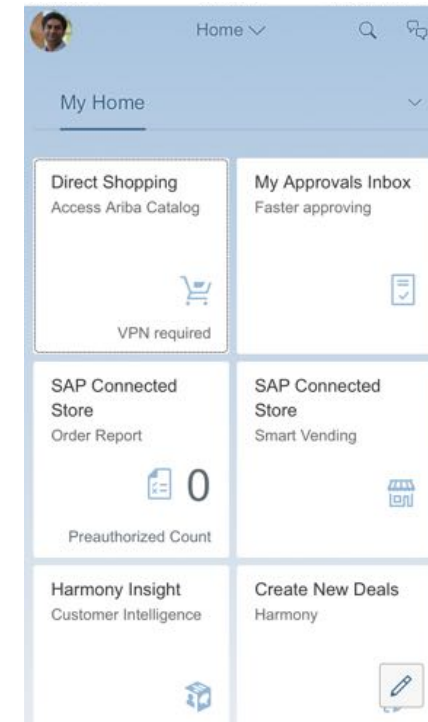 Home
My Home
Direct Shopping
Access Ariba Catalog
VPN required
My Approvals Inbox
Faster approving
SAP Connected
Store
Order Report
0
Preauthorized Count
SAP Connected
Store
Smart Vending
Harmony Insight
Customer Intelligence
Create New Deals
Harmony